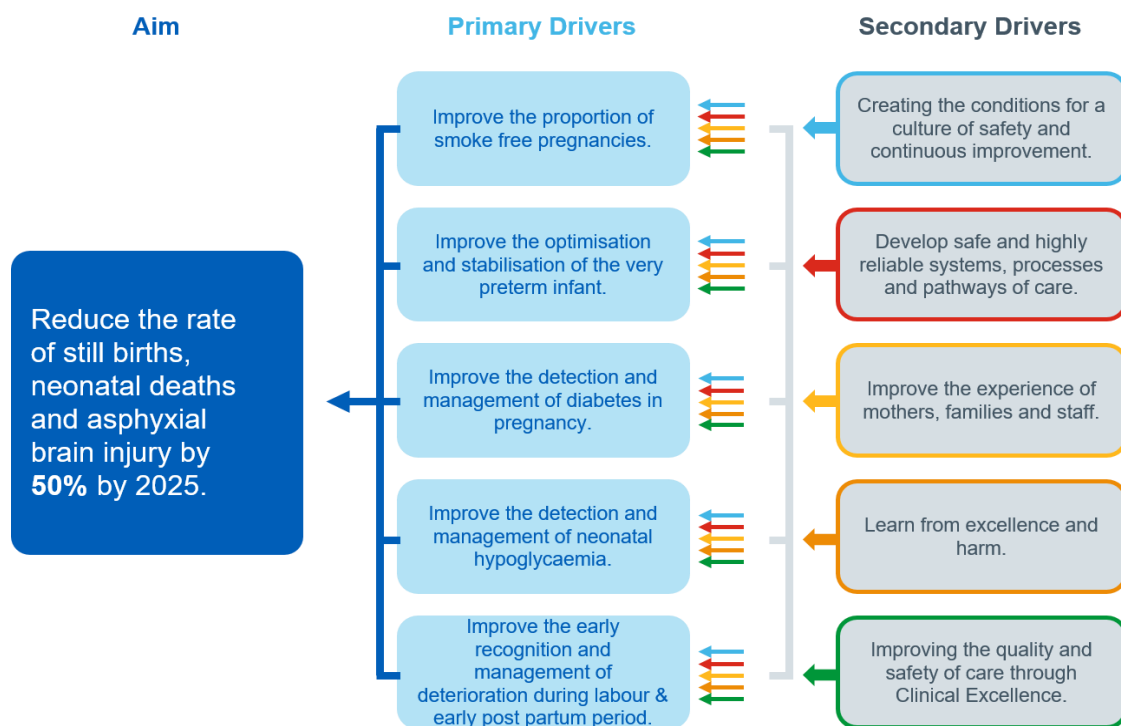 Aim
Primary Drivers
Secondary Drivers
Reduce the rate
of still births,
neonatal deaths
and asphyxial
brain injury by
50% by 2025.
Improve the proportion of
smoke free pregnancies.
Improve the optimisation
and stabilisation of the very
preterm infant.
Improve the detection and
management of diabetes in
pregnancy.
Improve the detection and
management of neonatal
hypoglycaemia.
Improve the early
recognition and
management of
deterioration during labour &
early post partum period.
Creating the conditions for a
culture of safety and
continuous improvement.
Develop safe and highly
reliable systems, processes
and pathways of care.
Improve the experience of
mothers, families and staff.
Learn from excellence and
harm.
Improving the quality and
safety of care through
Clinical Excellence.